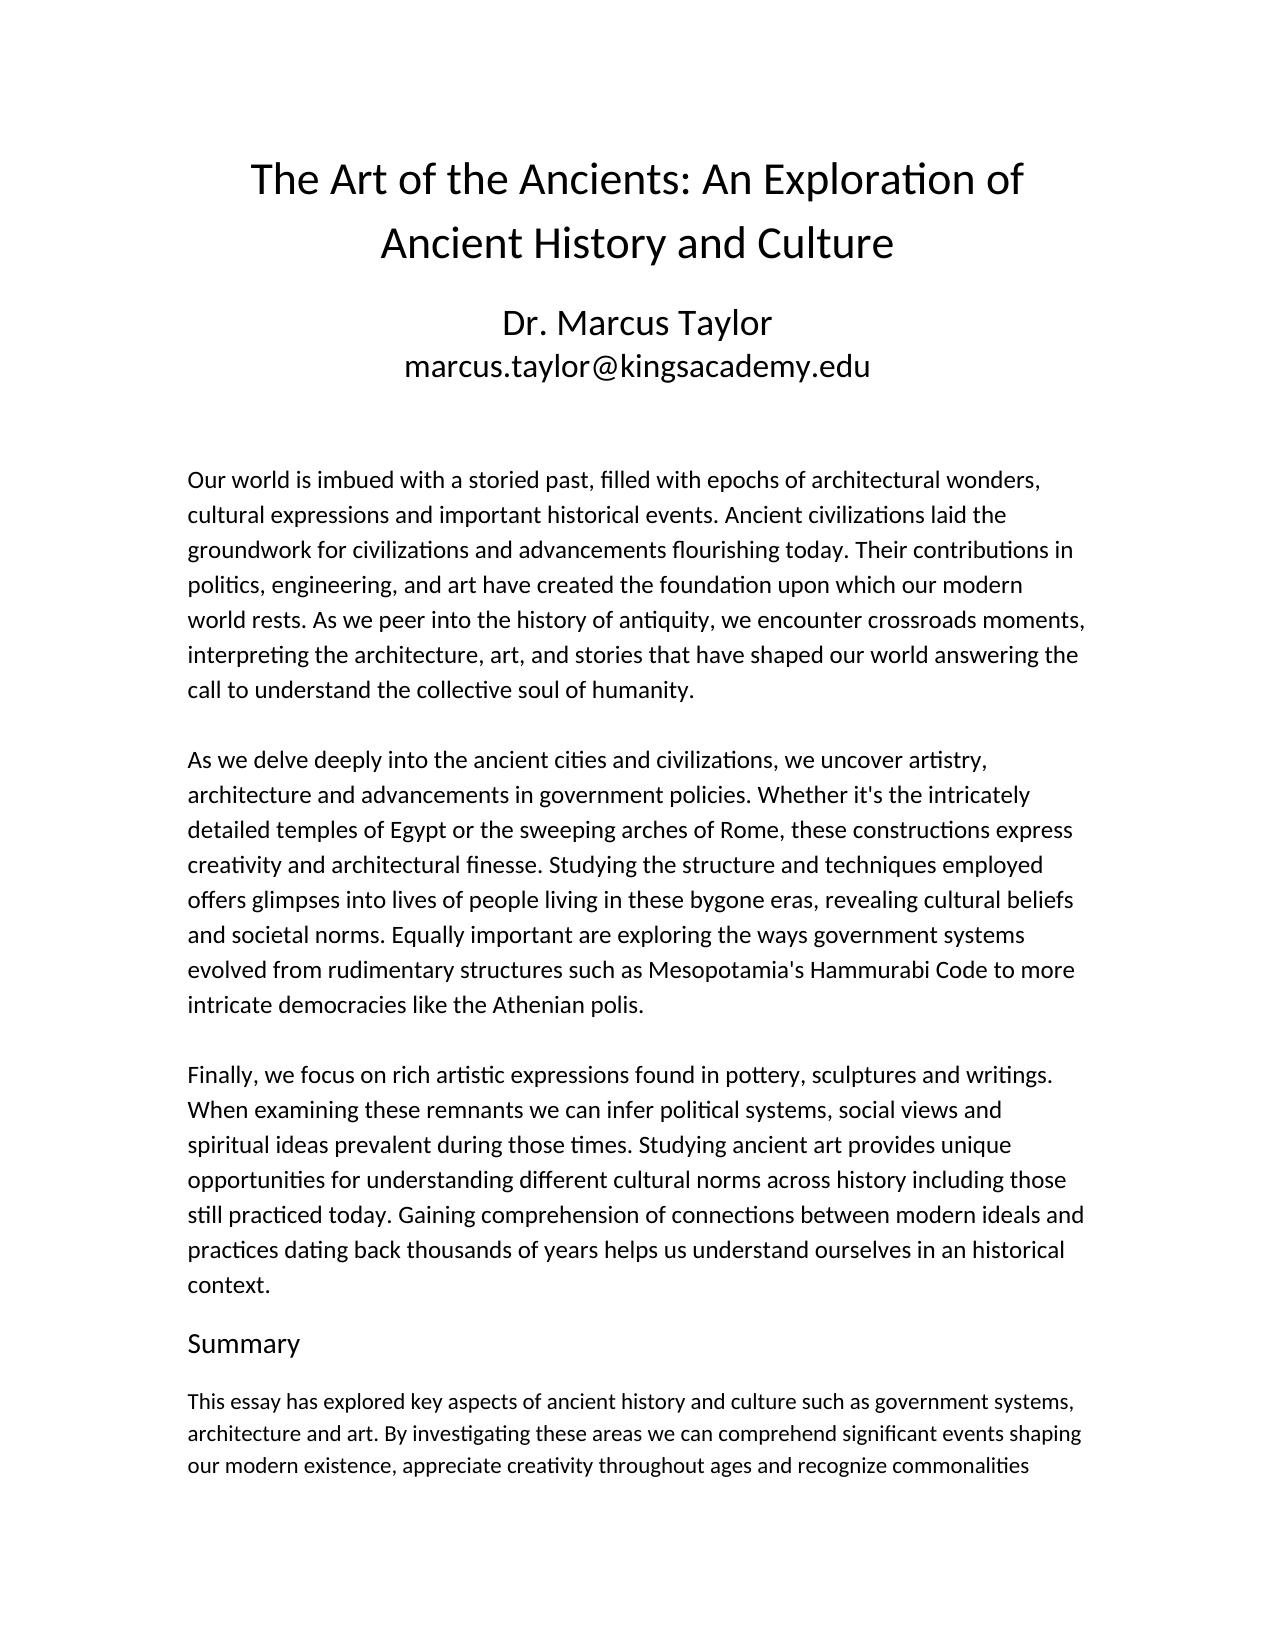 The Art of the Ancients: An Exploration of
Ancient History and Culture
Dr. Marcus Taylor
marcus.taylor@kingsacademy.edu
Our world is imbued with a storied past, filled with epochs of architectural wonders,
cultural expressions and important historical events. Ancient civilizations laid the
groundwork for civilizations and advancements flourishing today. Their contributions in
politics, engineering, and art have created the foundation upon which our modern
world rests. As we peer into the history of antiquity, we encounter crossroads moments,
interpreting the architecture, art, and stories that have shaped our world answering the
call to understand the collective soul of humanity.
As we delve deeply into the ancient cities and civilizations, we uncover artistry,
architecture and advancements in government policies. Whether it's the intricately
detailed temples of Egypt or the sweeping arches of Rome, these constructions express
creativity and architectural finesse. Studying the structure and techniques employed
offers glimpses into lives of people living in these bygone eras, revealing cultural beliefs
and societal norms. Equally important are exploring the ways government systems
evolved from rudimentary structures such as Mesopotamia's Hammurabi Code to more
intricate democracies like the Athenian polis.
Finally, we focus on rich artistic expressions found in pottery, sculptures and writings.
When examining these remnants we can infer political systems, social views and
spiritual ideas prevalent during those times. Studying ancient art provides unique
opportunities for understanding different cultural norms across history including those
still practiced today. Gaining comprehension of connections between modern ideals and
practices dating back thousands of years helps us understand ourselves in an historical
context.
Summary
This essay has explored key aspects of ancient history and culture such as government systems,
architecture and art. By investigating these areas we can comprehend significant events shaping
our modern existence, appreciate creativity throughout ages and recognize commonalities